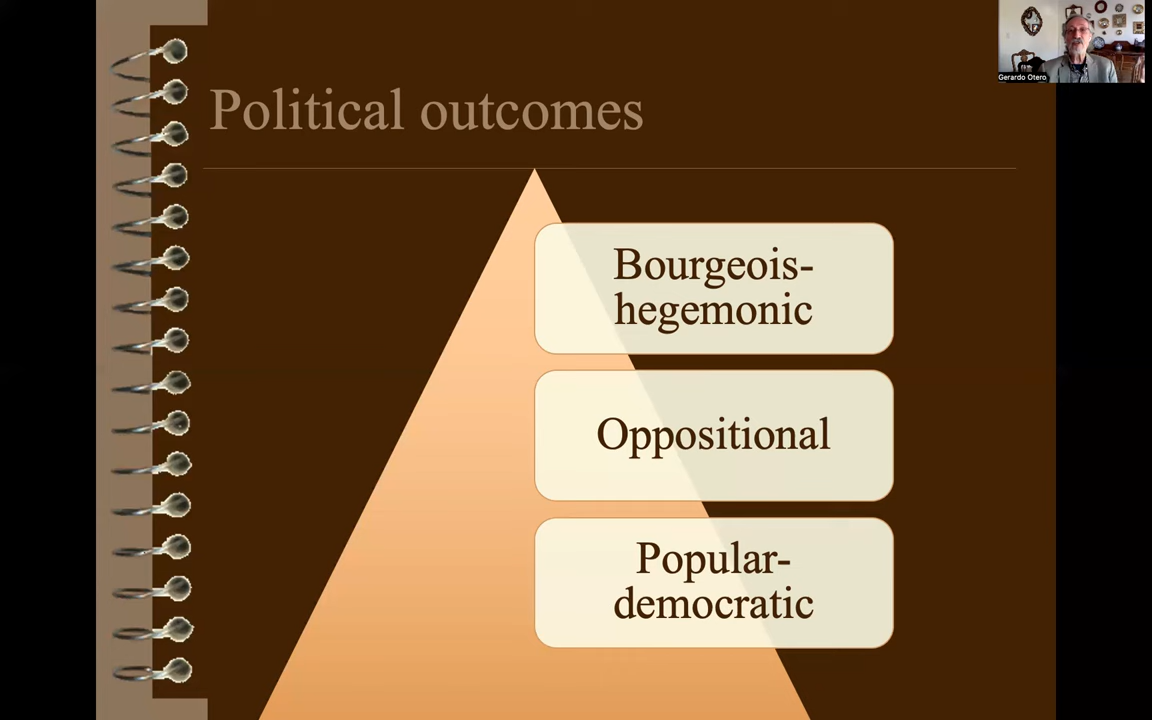 Gerardo Otero
Political outcomes
Bourgeois-
hegemonic
Oppositional
Popular-
democratic